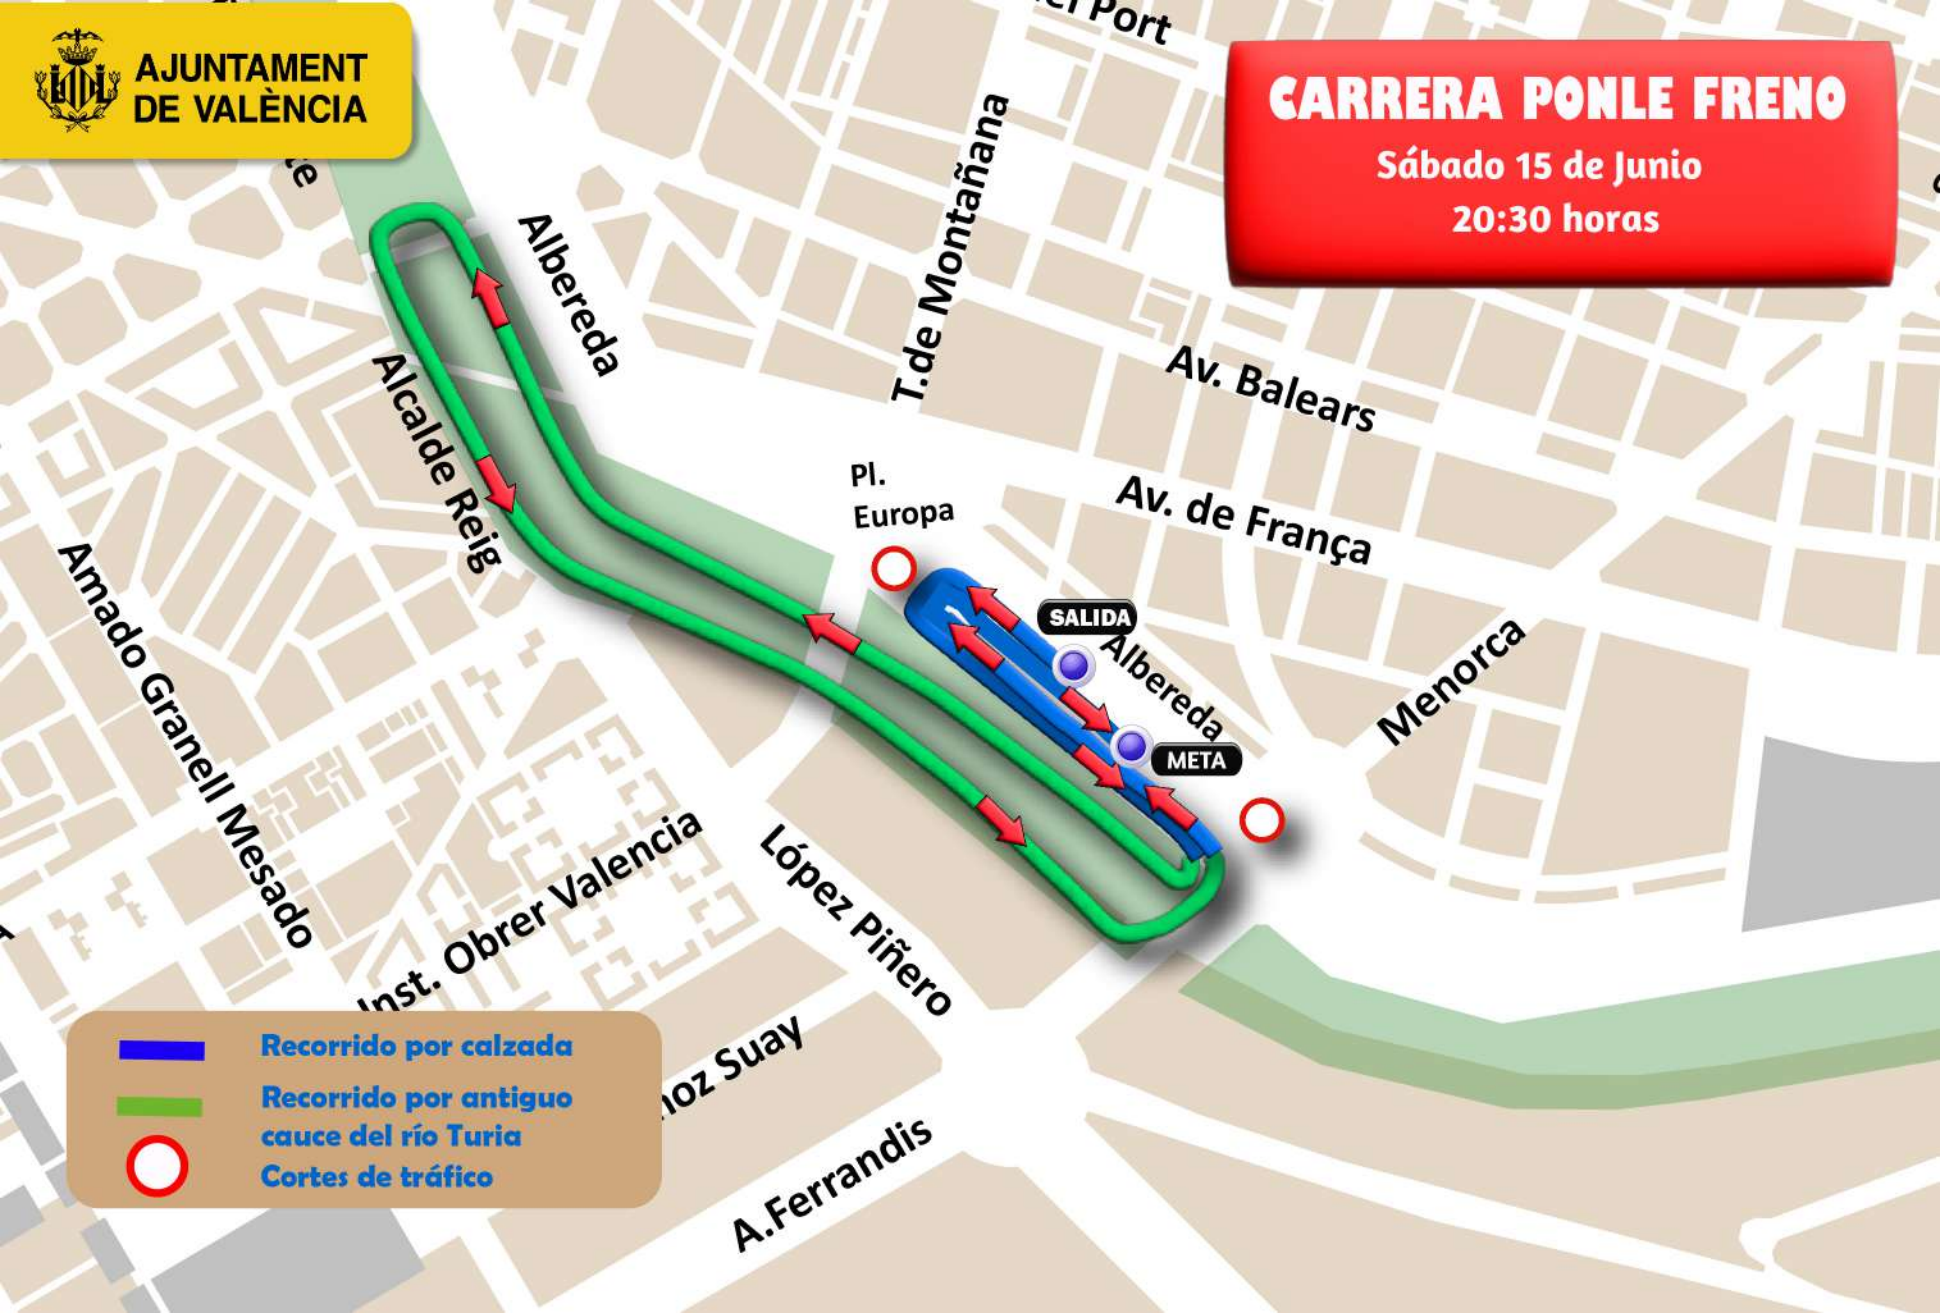 AJUNTAMENT
DE VALÈNCIA
Port
CARRERA PONLE FRENO
Sábado 15 de Junio
20:30 horas
Albereda
T.de Montañana
Av. Balears
Alcalde Reig
Pl.
Europa
Av. de França
SALIDA
Albereda
Menorca
META
Amado Granell Mesado
Inst. Obrer Valencia
López Piñero
Suay
A.Ferrandis
Recorrido por calzada
Recorrido por antiguo
cauce del río Turia
Cortes de tráfico